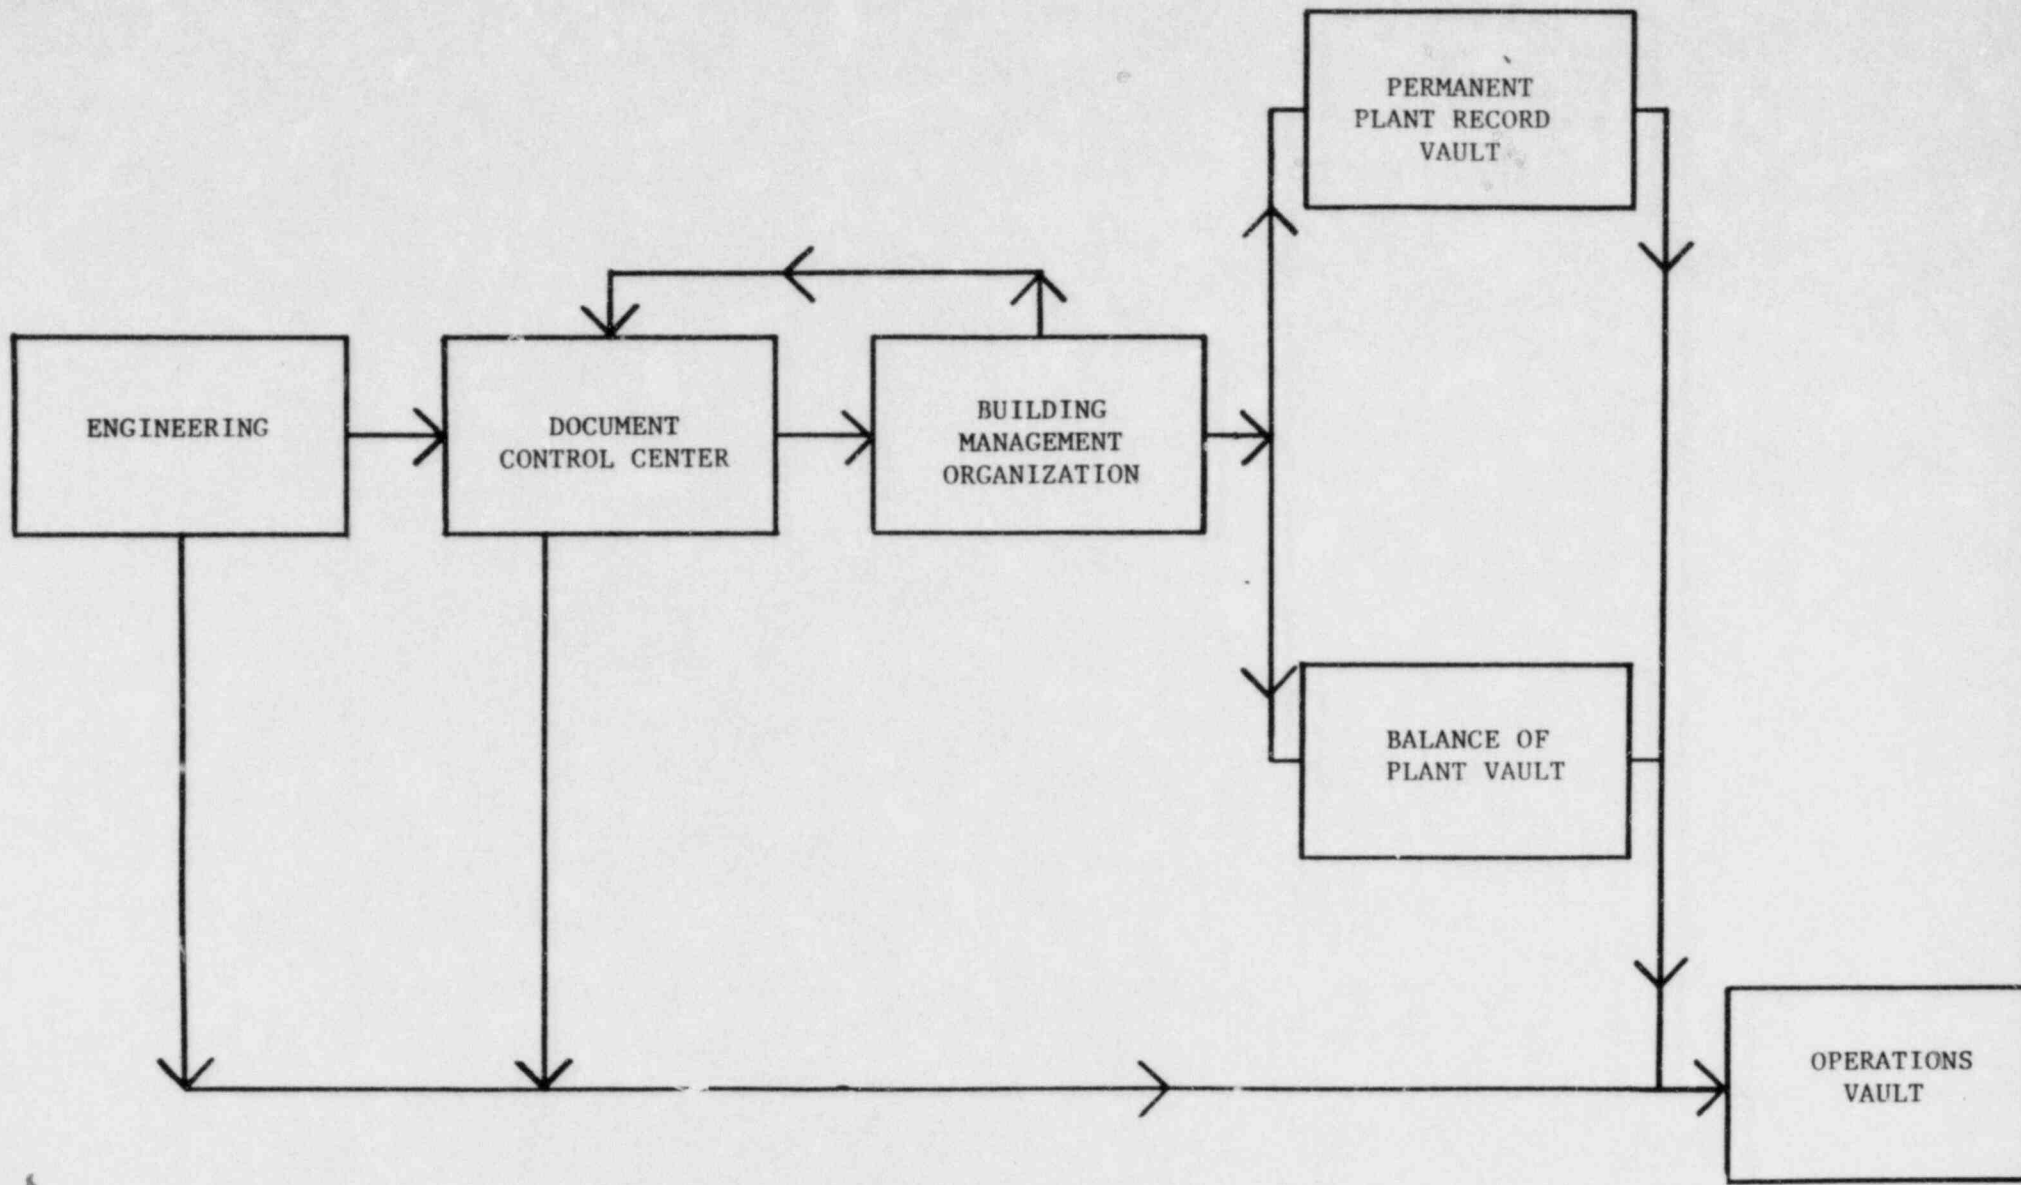 PERMANENT
PLANT RECORD
VAULT
ENGINEERING
DOCUMENT
CONTROL CENTER
BUILDING
MANAGEMENT
ORGANIZATION
BALANCE OF
PLANT VAULT
OPERATIONS
VAULT